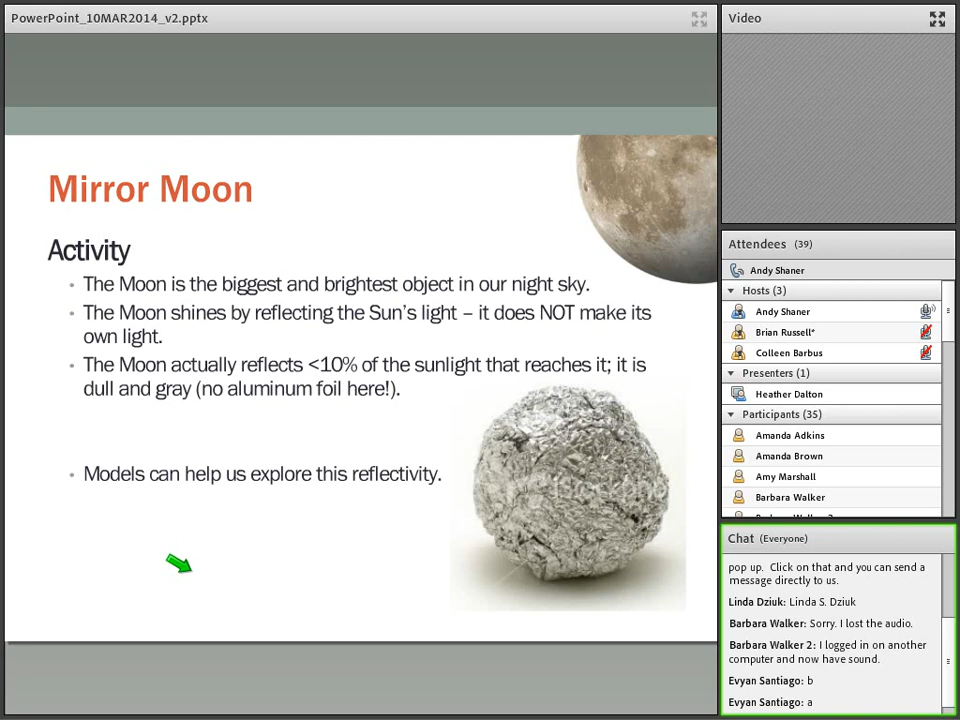 PowerPoint_10MAR2014_v2.pptx
Mirror Moon
Activity
• The Moon is the biggest and brightest object in our night sky.
• The Moon shines by reflecting the Sun's light – it does NOT make its
own light.
• The Moon actually reflects <10% of the sunlight that reaches it; it is
dull and gray (no aluminum foil here!).
• Models can help us explore this reflectivity.
Video
Attendees (39)
Andy Shaner
Hosts (3)
Andy Shaner
Brian Russell*
Colleen Barbus
Presenters (1)
Heather Dalton
Participants (35)
Amanda Adkins
Amanda Brown
Amy Marshall
Barbara Walker
Chat (Everyone)
pop up. Click on that and you can send a
message directly to us.
Linda Dziuk: Linda S. Dziuk
Barbara Walker: Sorry. I lost the audio.
Barbara Walker 2: I logged in on another
computer and now have sound.
Evyan Santiago: b
Evyan Santiago: a